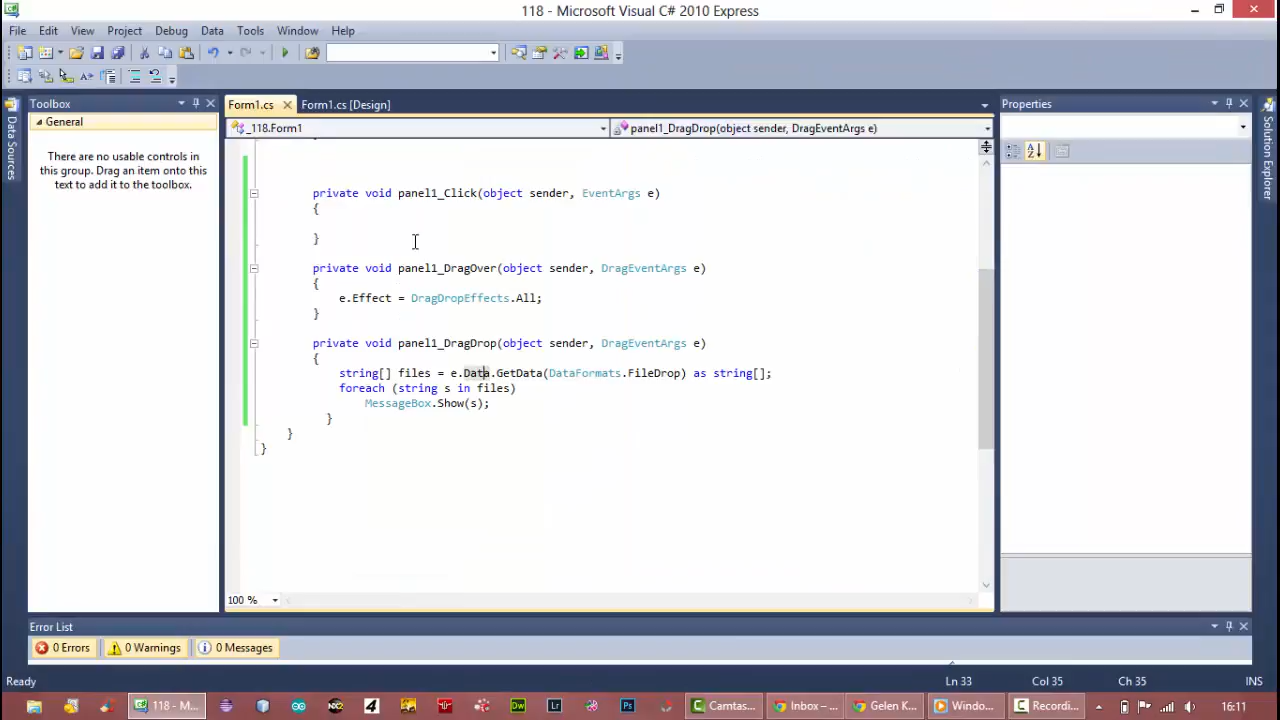 118 - Microsoft Visual C# 2010 Express
File Edit View Project Debug Data Tools Window Help
Toolbox
Form1.cs
Form1.cs [Design]
Properties
General
_118.Form1
panel1_DragDrop(object sender, DragEventArgs e)
Data Sources
Solution Explorer
There are no usable controls in
this group. Drag an item onto this
text to add it to the toolbox.
private void panel1_Click(object sender, EventArgs e)
{
}
private void panel1_DragOver(object sender, DragEventArgs e)
{
e.Effect = DragDropEffects.All;
}
private void panel1_DragDrop(object sender, DragEventArgs e)
{
string[] files = e.Data.GetData(DataFormats.FileDrop) as string[];
foreach (string s in files)
MessageBox.Show(s);
}
}
}
100 %
Error List
0 Errors
0 Warnings
0 Messages
Ready
Ln 33
Col 35
Ch 35
INS
118 - M...
Camtas...
Inbox – ...
Gelen K...
Window...
Recordi...
16:11